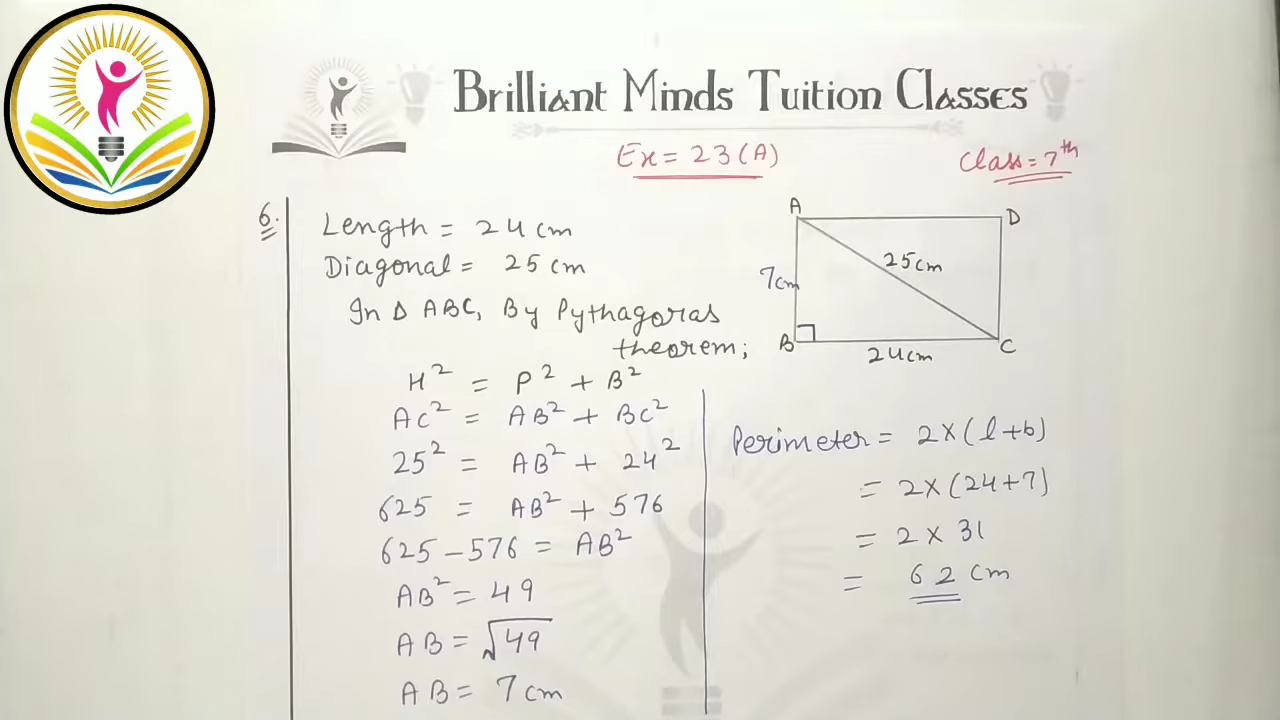 Brilliant Minds Tuition Classes
Ex = 23(A)
Class = 7th
6.
Length = 24 cm
Diagonal = 25 cm
In Δ ABC, By Pythagoras
theorem;
H² = P² + B²
AC² = AB² + BC²
25² = AB² + 24²
625 = AB² + 576
625 – 576 = AB²
AB² = 49
AB = √49
AB = 7 cm
A
D
25cm
7cm
B
C
24cm
Perimeter = 2×(l+b)
= 2×(24+7)
= 2 × 31
= 62 cm